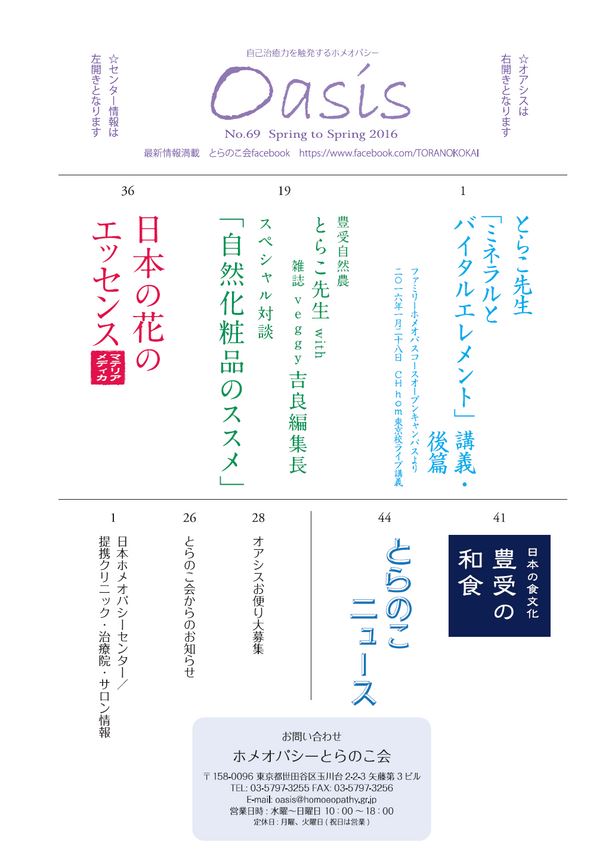 自己治癒力を触発するホメオパシー
Oasis
No.69 Spring to Spring 2016
最新情報満載 とらのこ会facebook https://www.facebook.com/TORANOKOKAI
☆オアシスは
右開きとなります
☆センター情報は
左開きとなります
1
とらこ先生
「ミネラルと
バイタルエレメント」講義・
後篇
ファミリーホメオパスコースオープンキャンパスより
二〇一六年一月二十八日 CHhom東京校ライブ講義
19
豊受自然農
とらこ先生 with
雑誌 veggy 吉良編集長
スペシャル対談
「自然化粧品のススメ」
36
日本の花の
エッセンス
マテリア
メディカ
41
日本の食文化
豊受の
和食
44
とらのこ
ニュース
28
オアシスお便り大募集
26
とらのこ会からのお知らせ
1
日本ホメオパシーセンター/
提携クリニック・治療院・サロン情報
お問い合わせ
ホメオパシーとらのこ会
〒158-0096 東京都世田谷区玉川台 2-2-3 矢藤第 3 ビル
TEL: 03-5797-3255 FAX: 03-5797-3256
E-mail: oasis@homoeopathy.gr.jp
営業日時 : 水曜~日曜日 10 : 00 ~ 18 : 00
定休日 : 月曜、火曜日 ( 祝日は営業 )